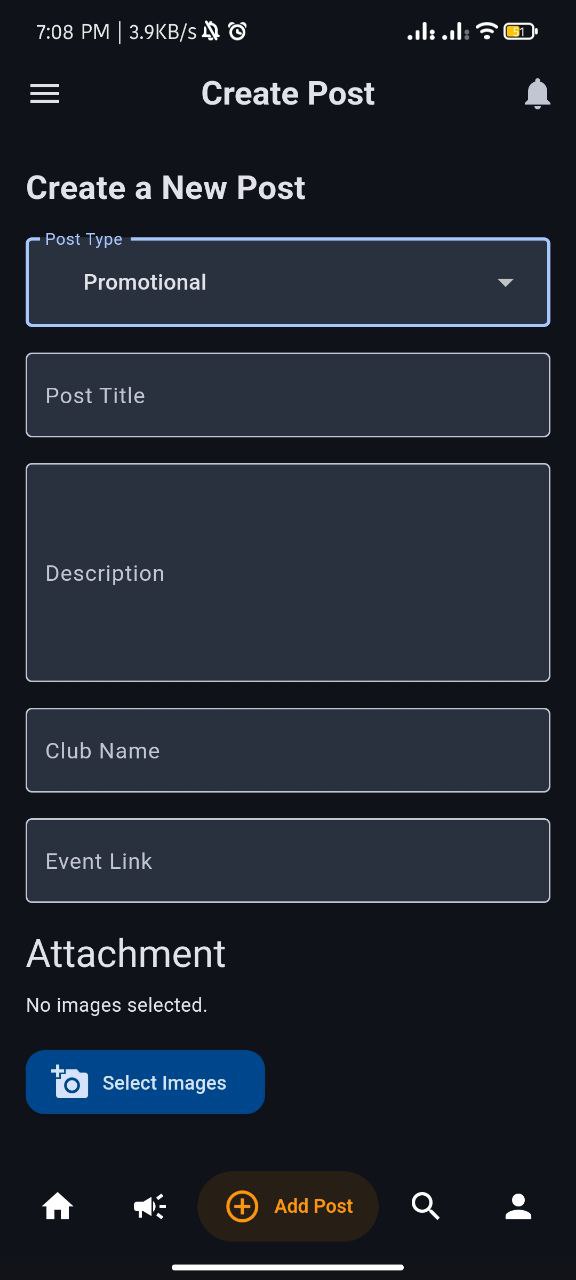 7:08 PM | 3.9KB/s
51
Create Post
Create a New Post
Post Type
Promotional
Post Title
Description
Club Name
Event Link
Attachment
No images selected.
Select Images
Add Post